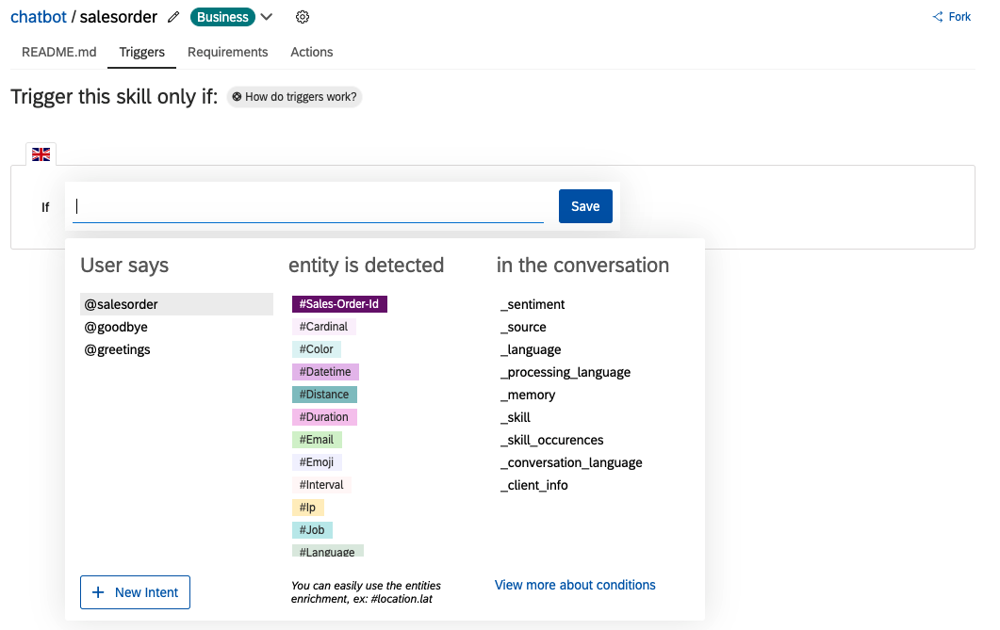 chatbot / salesorder Business Fork
README.md Triggers Requirements Actions
Trigger this skill only if: How do triggers work?
If Save
User says entity is detected in the conversation
@salesorder #Sales-Order-Id _sentiment
@goodbye #Cardinal _source
@greetings #Color _language
#Datetime _processing_language
#Distance _memory
#Duration _skill
#Email _skill_occurences
#Emoji _conversation_language
#Interval _client_info
#Ip
#Job
#Language
+ New Intent You can easily use the entities View more about conditions
enrichment, ex: #location.lat